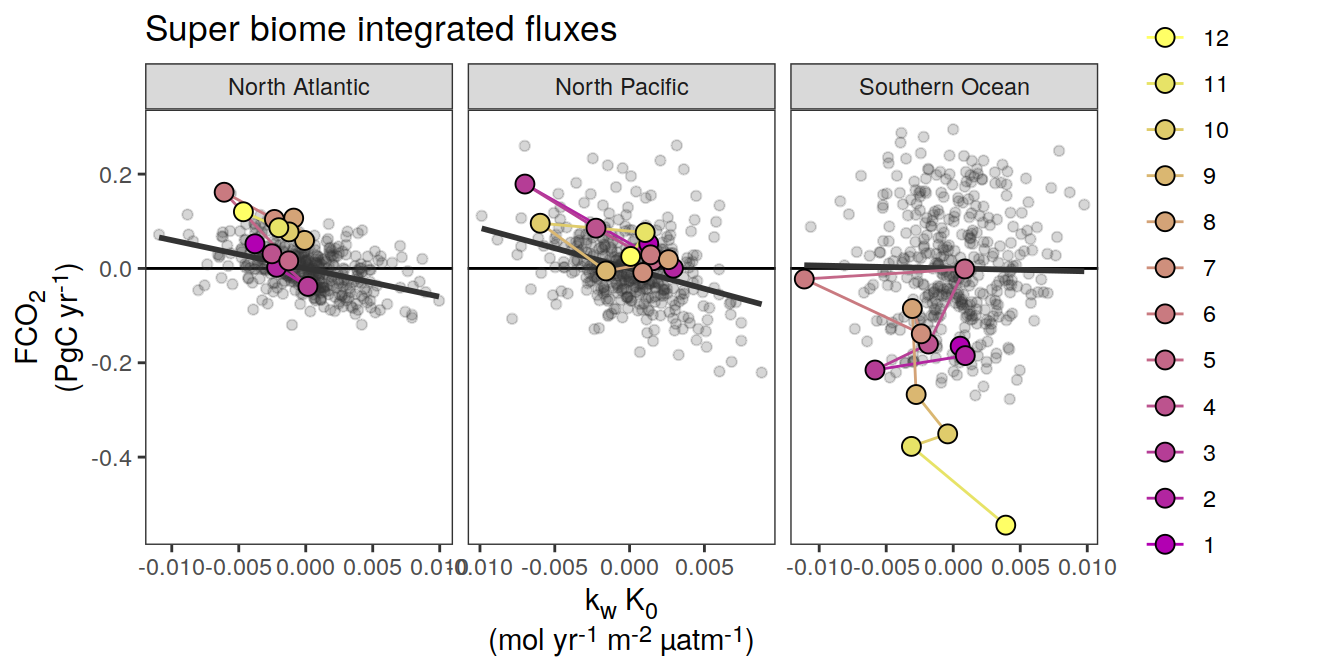 Super biome integrated fluxes
North Atlantic
North Pacific
Southern Ocean
0.2
0.0
-0.2
-0.4
FCO2
(PgC yr-1)
-0.010 -0.005 0.000 0.005 0.010
-0.010 -0.005 0.000 0.005
-0.010 -0.005 0.000 0.005 0.010
kw K0
(mol yr-1 m-2 µatm-1)
12
11
10
9
8
7
6
5
4
3
2
1